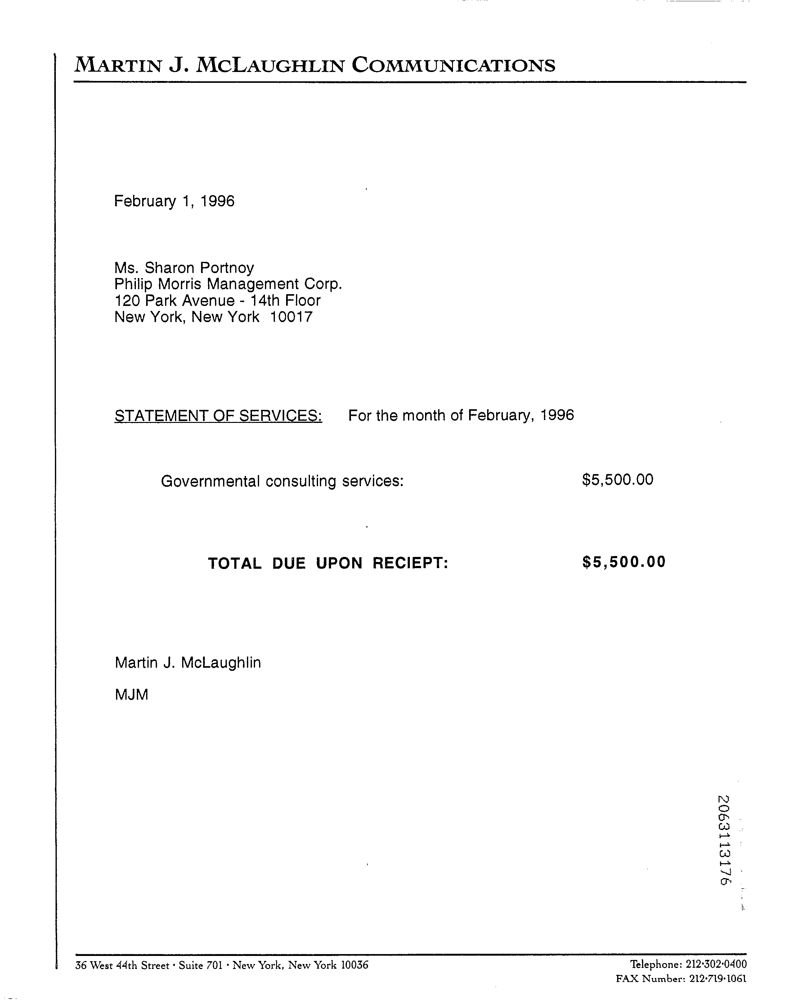 MARTIN J. MCLAUGHLIN COMMUNICATIONS
February 1, 1996
Ms. Sharon Portnoy
Philip Morris Management Corp.
120 Park Avenue - 14th Floor
New York, New York 10017
STATEMENT OF SERVICES: For the month of February, 1996
Governmental consulting services: $5,500.00
TOTAL DUE UPON RECIEPT: $5,500.00
Martin J. McLaughlin
MJM
2063113176
36 West 44th Street · Suite 701 · New York, New York 10036
Telephone: 212·302·0400
FAX Number: 212·719·1061